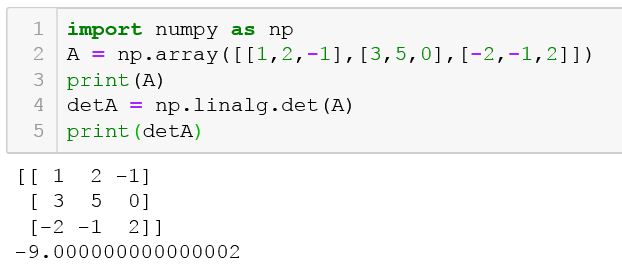 1 import numpy as np
2 A = np.array([[1,2,-1],[3,5,0],[-2,-1,2]])
3 print(A)
4 detA = np.linalg.det(A)
5 print(detA)
[[ 1  2 -1]
 [ 3  5  0]
 [-2 -1  2]]
-9.000000000000002